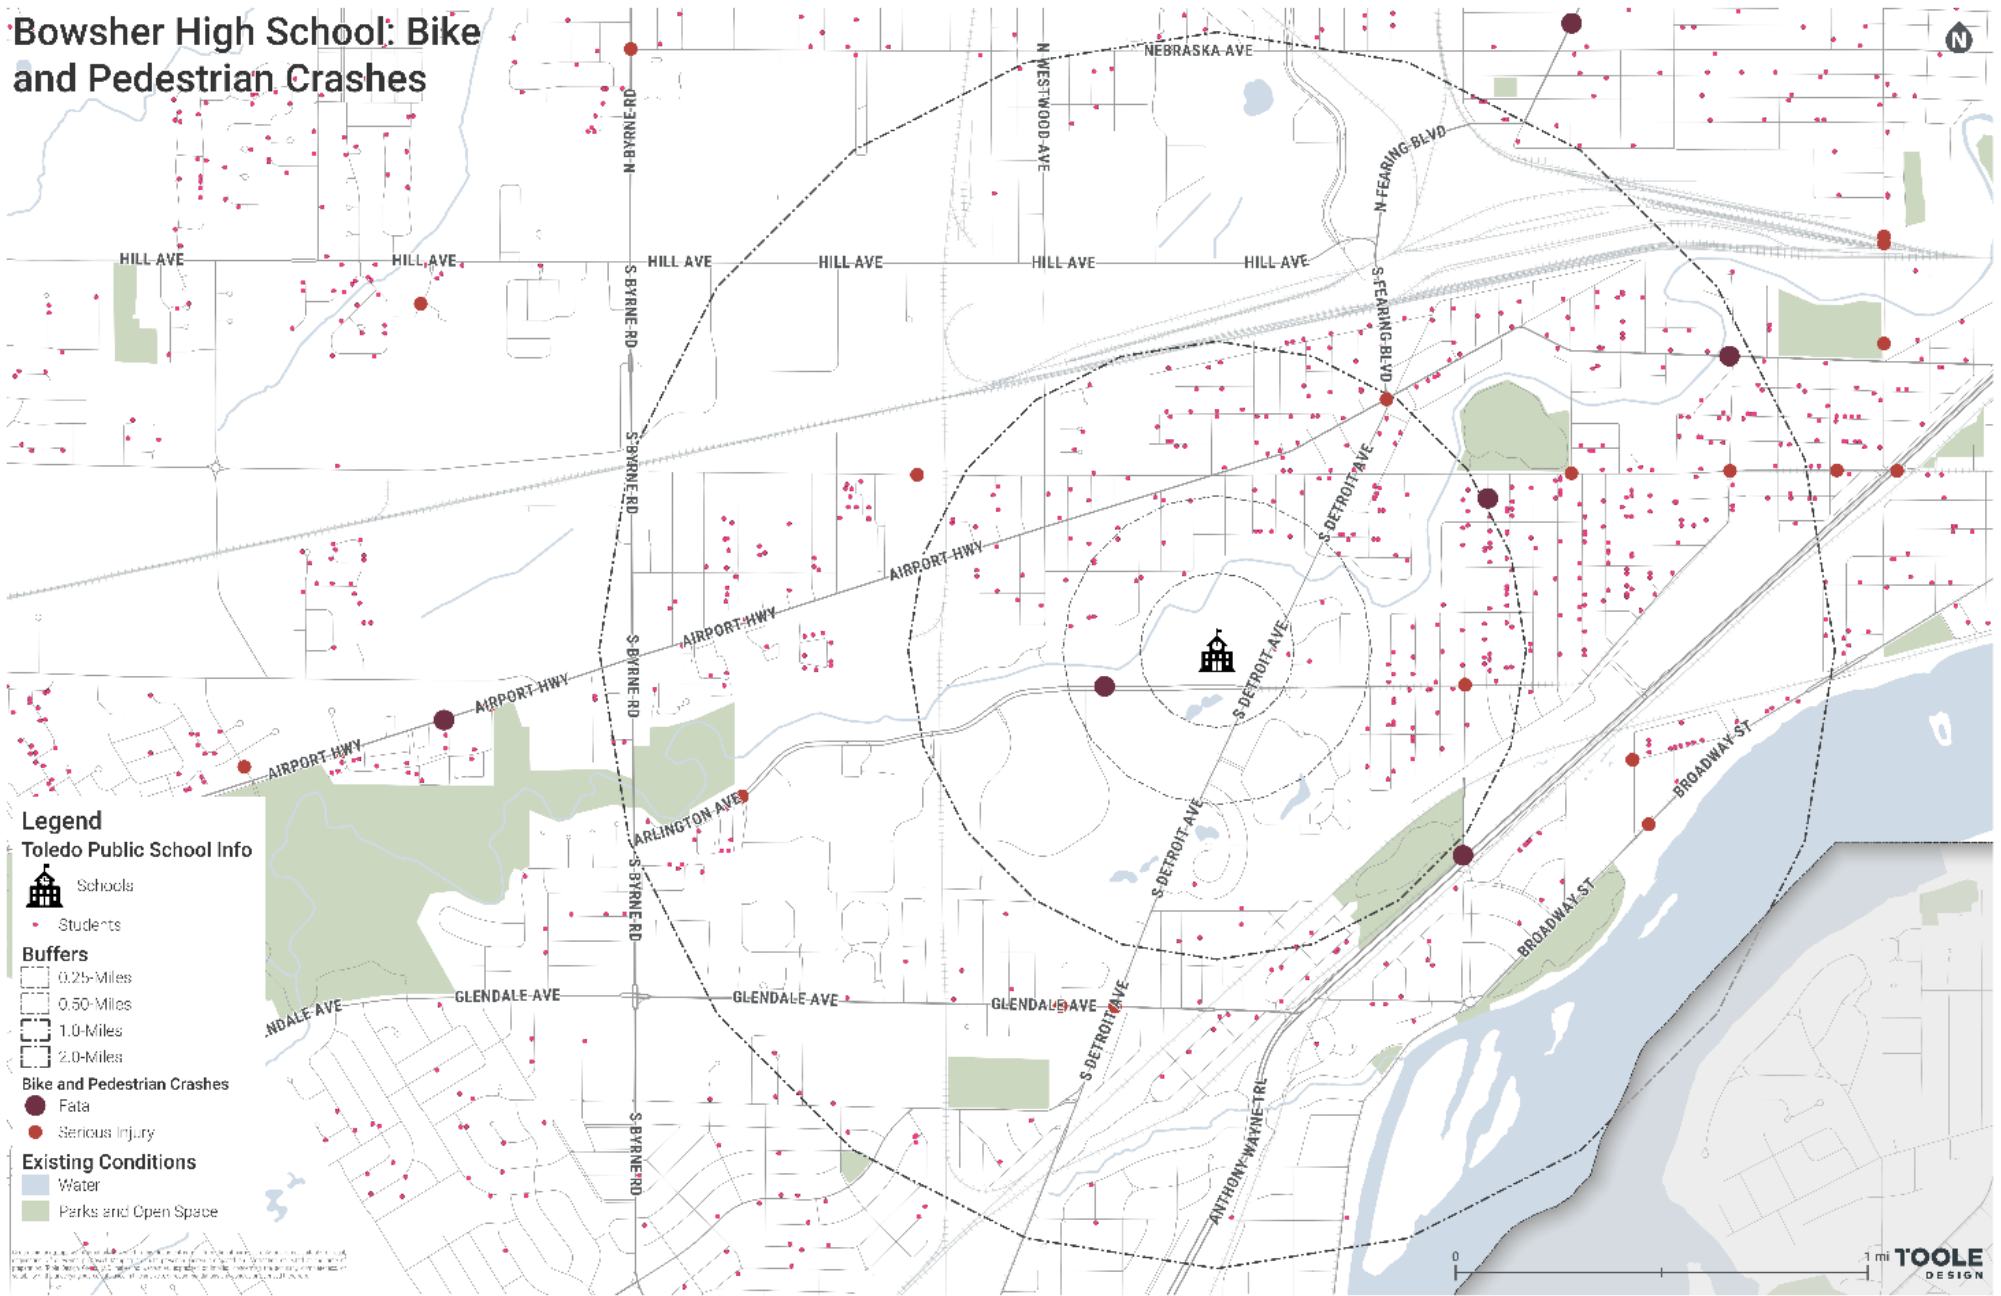 Bowsher High School: Bike
and Pedestrian Crashes
N
NEBRASKA AVE
N WESTWOOD AVE
N BYRNE RD
N FEARING BLVD
HILL AVE
HILL AVE
HILL AVE
HILL AVE
HILL AVE
HILL AVE
S BYRNE RD
S FEARING BLVD
S BYRNE RD
S DETROIT AVE
AIRPORT HWY
AIRPORT HWY
S BYRNE RD
S DETROIT AVE
AIRPORT HWY
AIRPORT HWY
BROADWAY ST
ARLINGTON AVE
S DETROIT AVE
S BYRNE RD
BROADWAY ST
GLENDALE AVE
GLENDALE AVE
GLENDALE AVE
NDALE AVE
S DETROIT AVE
S BYRNE RD
ANTHONY WAYNE TRL
Legend
Toledo Public School Info
Schools
Students
Buffers
0.25-Miles
0.50-Miles
1.0-Miles
2.0-Miles
Bike and Pedestrian Crashes
Fata
Serious Injury
Existing Conditions
Water
Parks and Open Space
0
1 mi
TOOLE
DESIGN